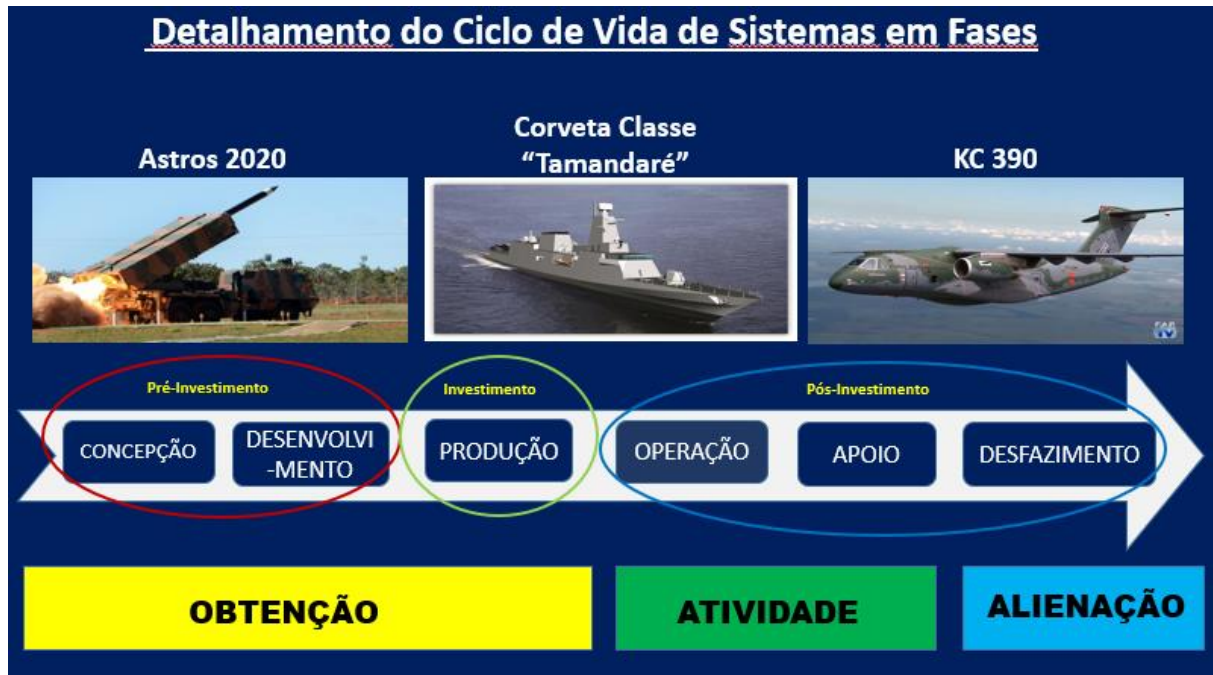 Detalhamento do Ciclo de Vida de Sistemas em Fases
Astros 2020
Corveta Classe
“Tamandaré”
KC 390
Pré-Investimento
Investimento
Pós-Investimento
CONCEPÇÃO
DESENVOLVI
-MENTO
PRODUÇÃO
OPERAÇÃO
APOIO
DESFAZIMENTO
OBTENÇÃO
ATIVIDADE
ALIENAÇÃO